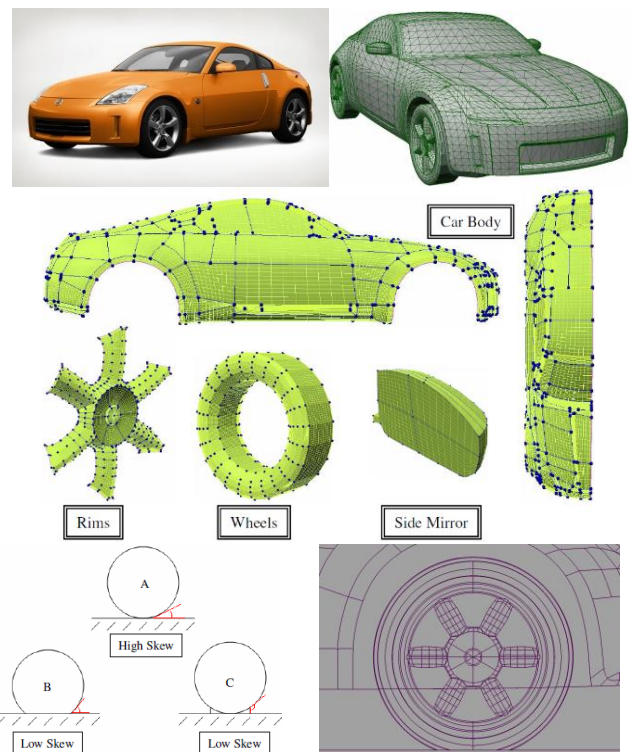 Car Body
Rims
Wheels
Side Mirror
A
High Skew
B
C
Low Skew
Low Skew